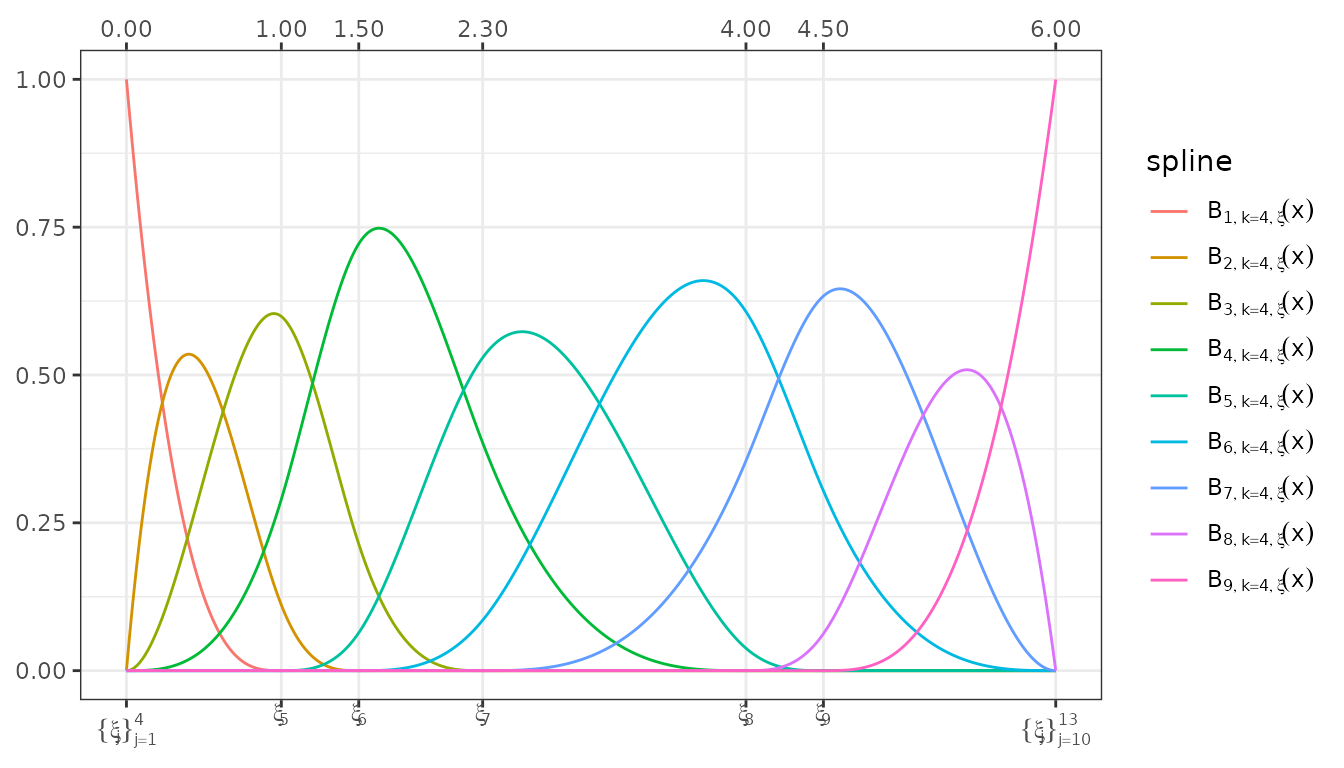 0.00 1.00 1.50 2.30 4.00 4.50 6.00
1.00
0.75
0.50
0.25
0.00
{ξ}⁴ⱼ₌₁ ξ₅ ξ₆ ξ₇ ξ₈ ξ₉ {ξ}¹³ⱼ₌₁₀
spline
B₁, ₖ₌₄, ξ(x)
B₂, ₖ₌₄, ξ(x)
B₃, ₖ₌₄, ξ(x)
B₄, ₖ₌₄, ξ(x)
B₅, ₖ₌₄, ξ(x)
B₆, ₖ₌₄, ξ(x)
B₇, ₖ₌₄, ξ(x)
B₈, ₖ₌₄, ξ(x)
B₉, ₖ₌₄, ξ(x)